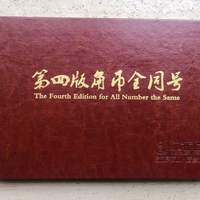 第四版角币全同号
The Fourth Edition for All Number the Same